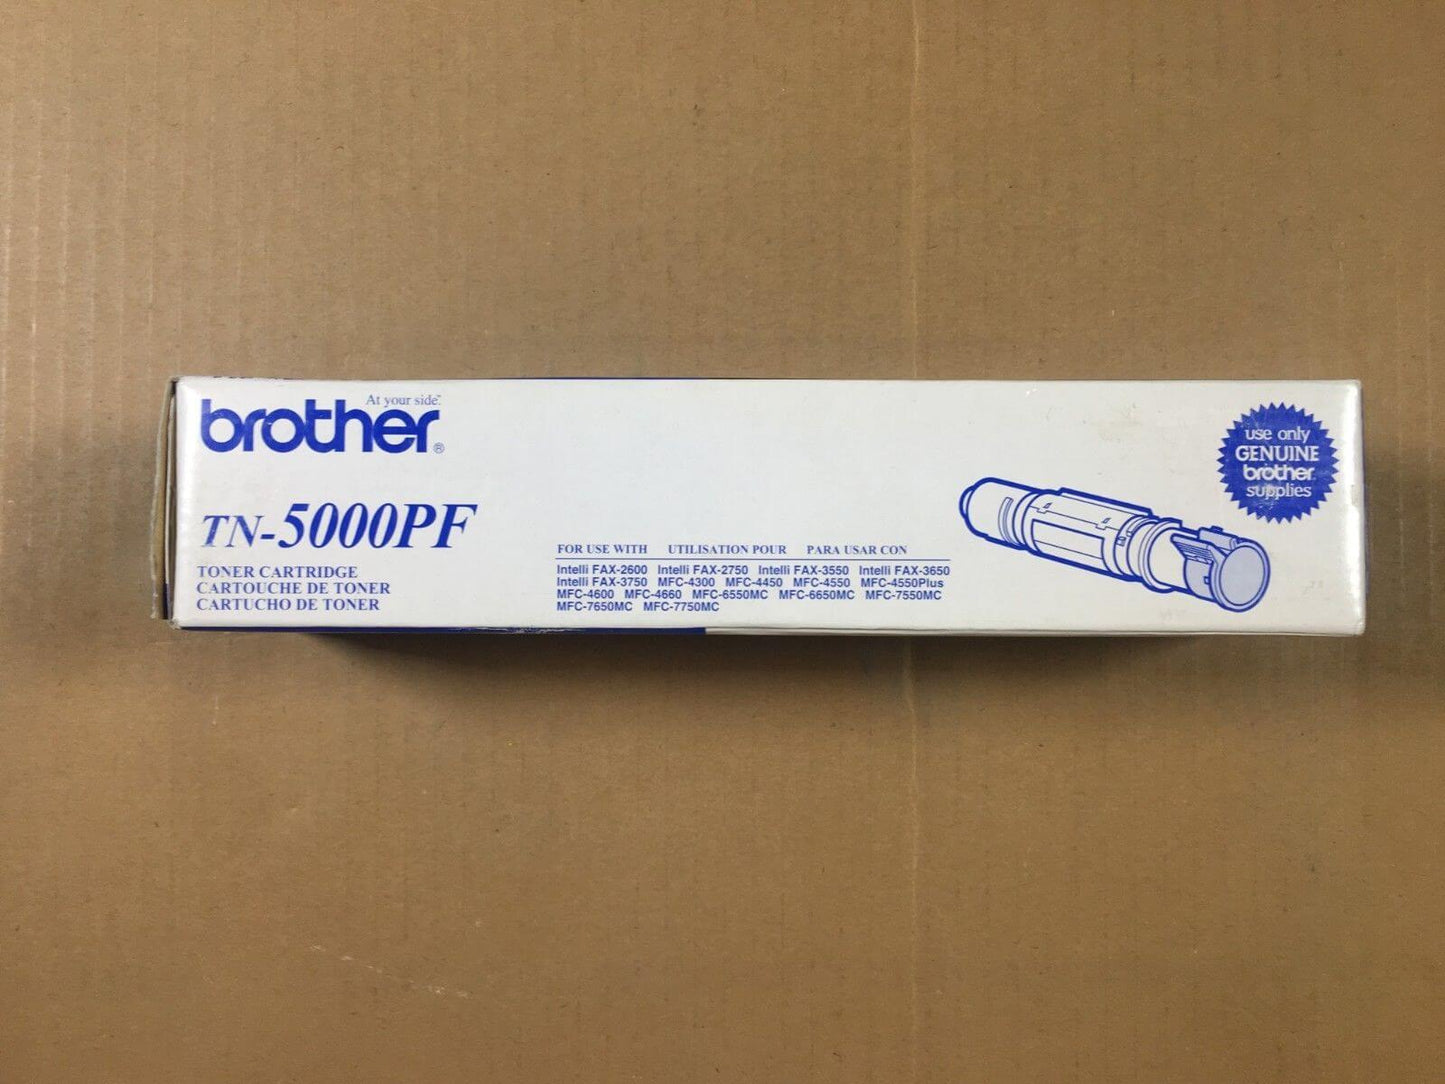 At your side.™
brother®
TN-5000PF
TONER CARTRIDGE
CARTOUCHE DE TONER
CARTUCHO DE TONER
FOR USE WITH UTILISATION POUR PARA USAR CON
Intelli FAX-2600 Intelli FAX-2750 Intelli FAX-3550 Intelli FAX-3650
Intelli FAX-3750 MFC-4300 MFC-4450 MFC-4550 MFC-4550Plus
MFC-4600 MFC-4660 MFC-6550MC MFC-6650MC MFC-7550MC
MFC-7650MC MFC-7750MC
use only
GENUINE
brother
supplies